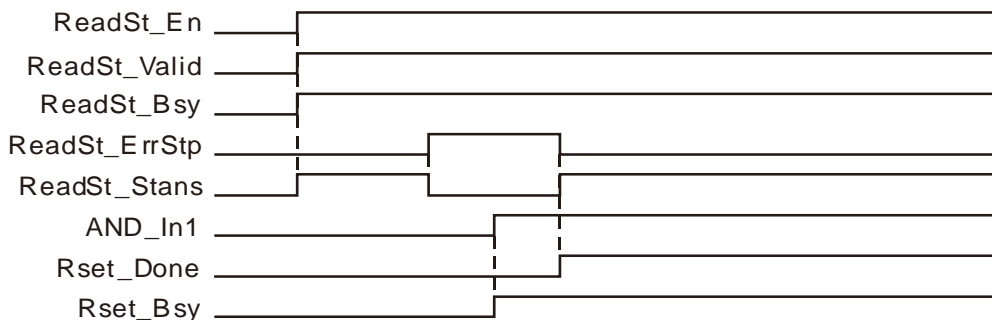 ReadSt_En
ReadSt_Valid
ReadSt_Bsy
ReadSt_ErrStp
ReadSt_Stans
AND_In1
Rset_Done
Rset_Bsy